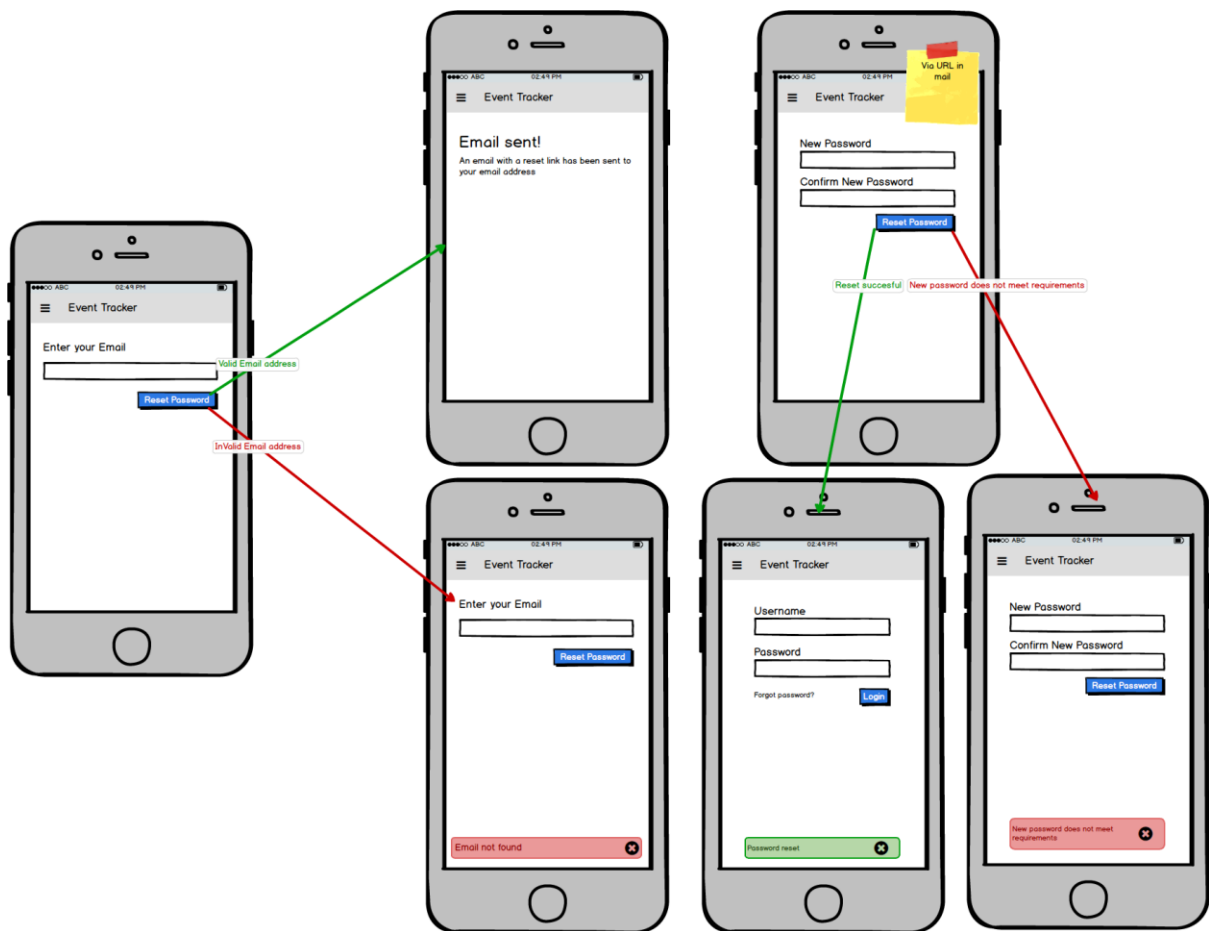 ●●●○○ ABC 02:49 PM
Event Tracker
Enter your Email
Reset Password
Valid Email address
InValid Email address
●●●○○ ABC 02:49 PM
Event Tracker
Email sent!
An email with a reset link has been sent to
your email address
●●●○○ ABC 02:49 PM
Event Tracker
Enter your Email
Reset Password
Email not found
●●●○○ ABC 02:49 PM
Via URL in
mail
Event Tracker
New Password
Confirm New Password
Reset Password
Reset succesful
New password does not meet requirements
●●●○○ ABC 02:49 PM
Event Tracker
Username
Password
Forgot password?
Login
Password reset
●●●○○ ABC 02:49 PM
Event Tracker
New Password
Confirm New Password
Reset Password
New password does not meet
requirements